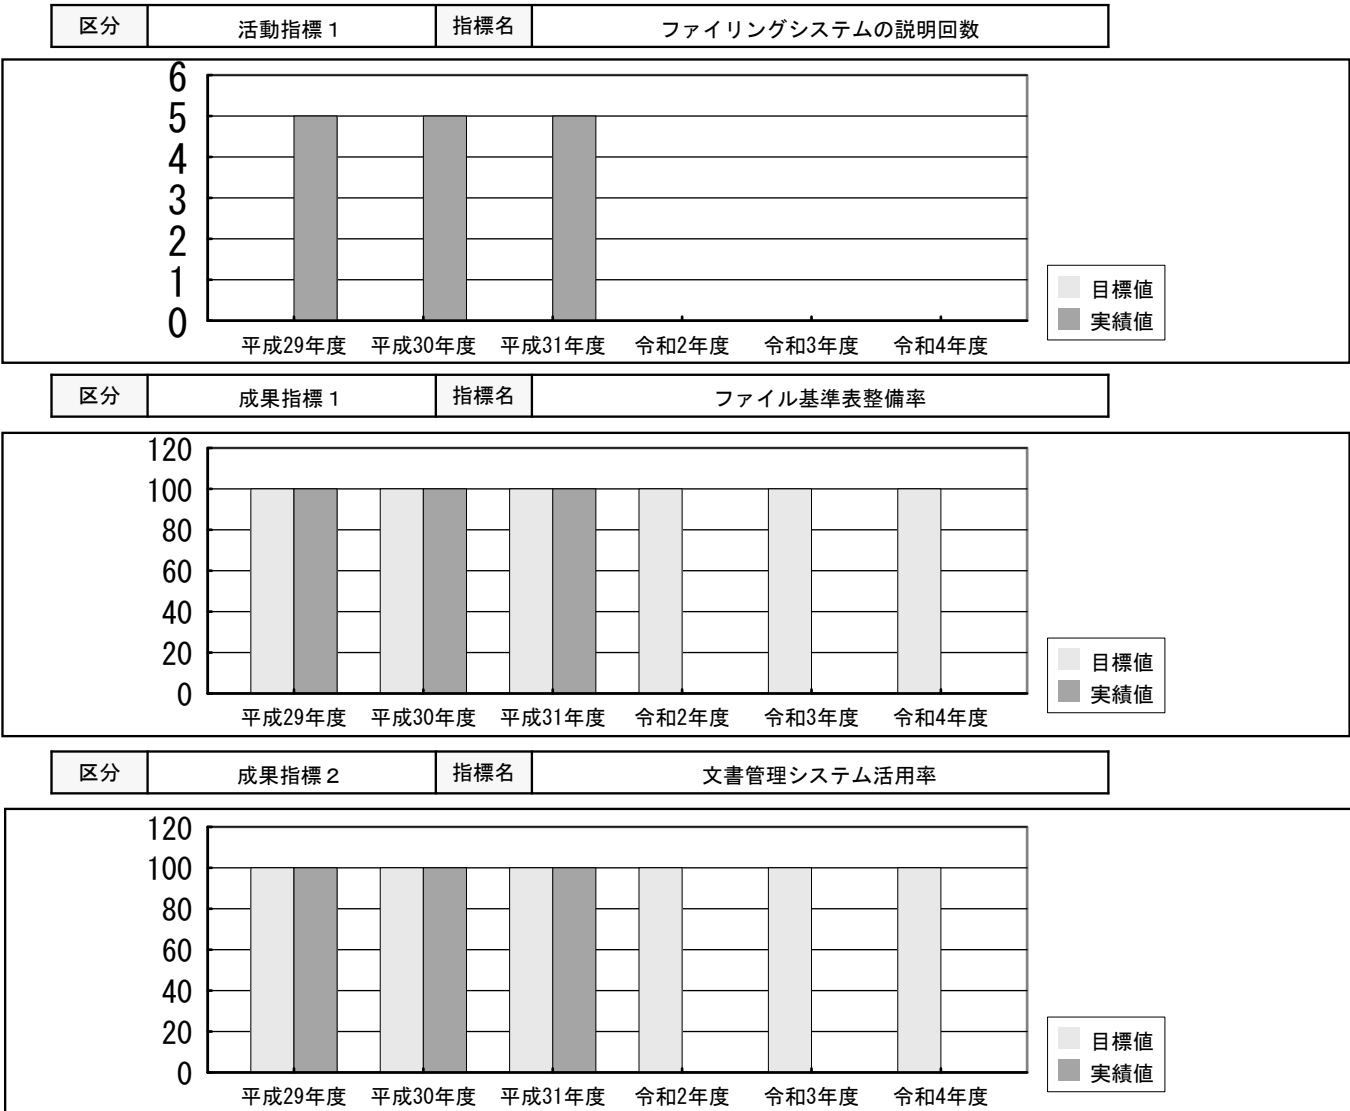 区分 活動指標１ 指標名 ファイリングシステムの説明回数
6
5
4
3
2
1
0
平成29年度 平成30年度 平成31年度 令和2年度 令和3年度 令和4年度
目標値
実績値
区分 成果指標１ 指標名 ファイル基準表整備率
120
100
80
60
40
20
0
平成29年度 平成30年度 平成31年度 令和2年度 令和3年度 令和4年度
目標値
実績値
区分 成果指標２ 指標名 文書管理システム活用率
120
100
80
60
40
20
0
平成29年度 平成30年度 平成31年度 令和2年度 令和3年度 令和4年度
目標値
実績値